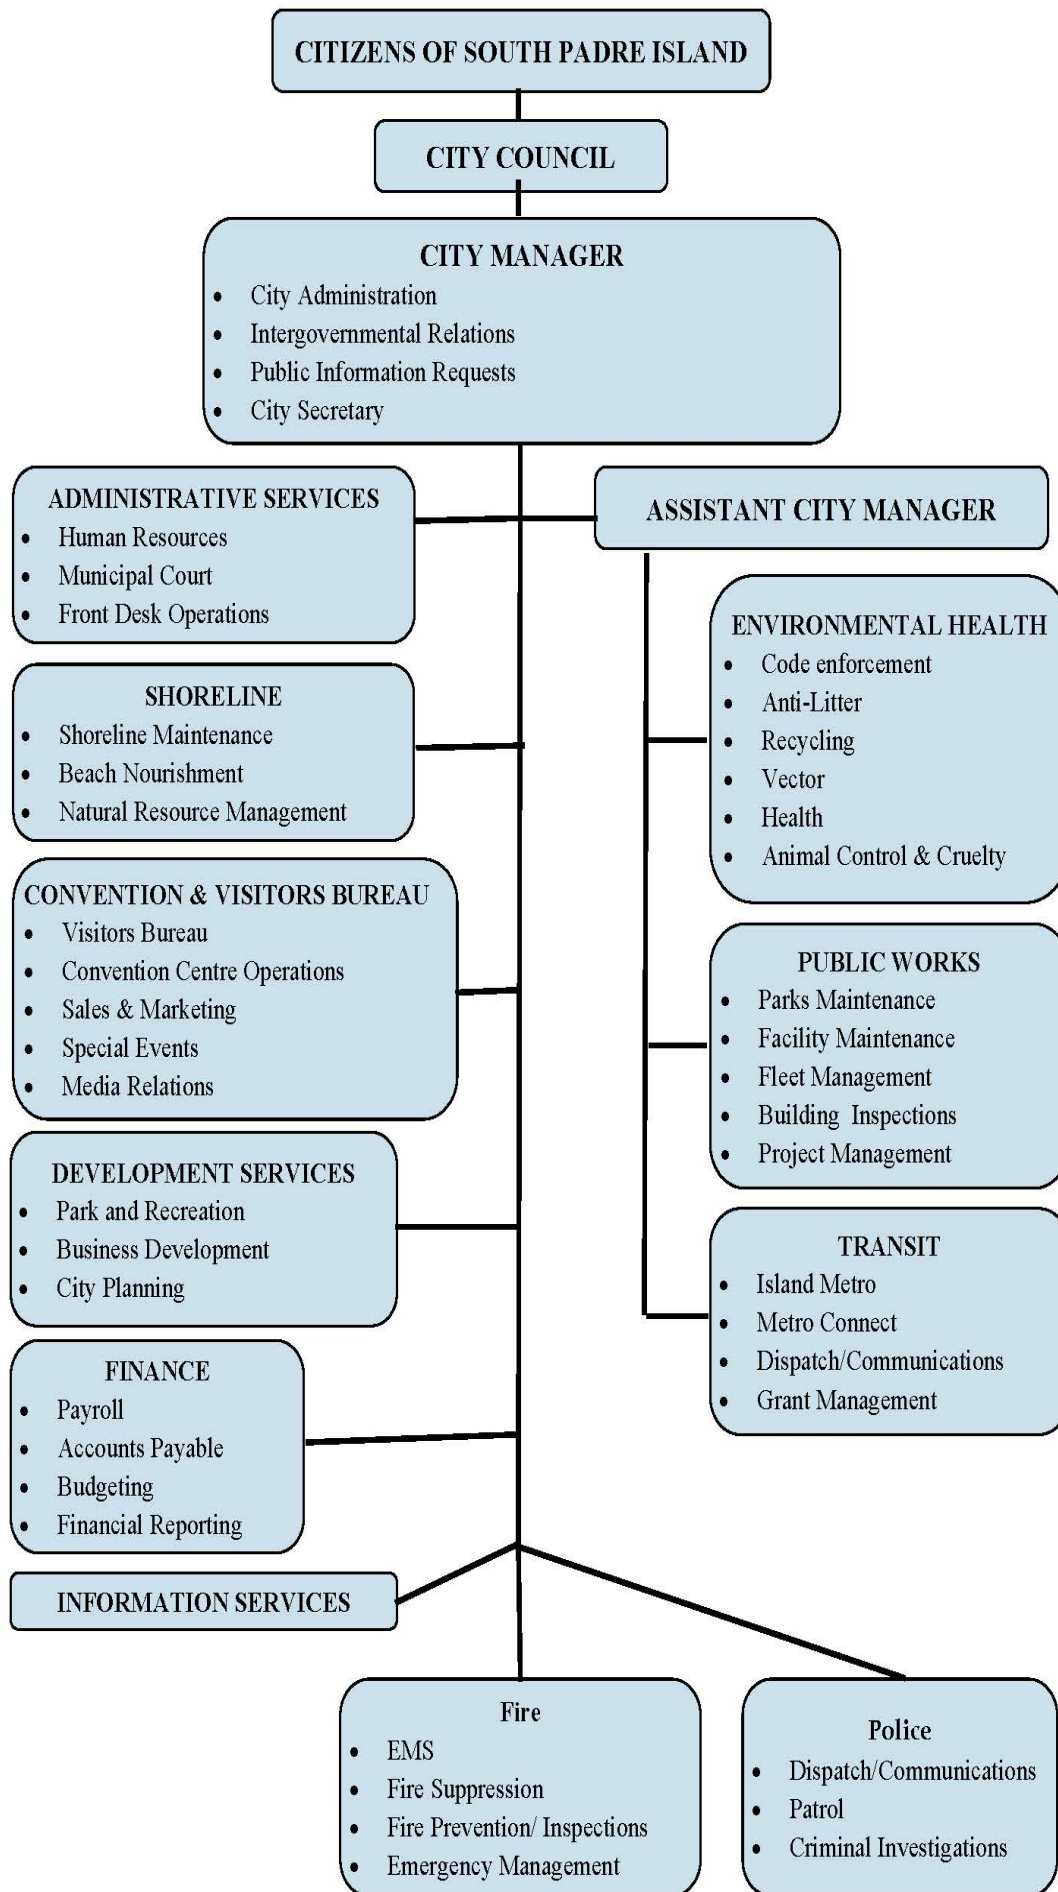 CITIZENS OF SOUTH PADRE ISLAND
CITY COUNCIL
CITY MANAGER
• City Administration
• Intergovernmental Relations
• Public Information Requests
• City Secretary
ADMINISTRATIVE SERVICES
• Human Resources
• Municipal Court
• Front Desk Operations
SHORELINE
• Shoreline Maintenance
• Beach Nourishment
• Natural Resource Management
CONVENTION & VISITORS BUREAU
• Visitors Bureau
• Convention Centre Operations
• Sales & Marketing
• Special Events
• Media Relations
DEVELOPMENT SERVICES
• Park and Recreation
• Business Development
• City Planning
FINANCE
• Payroll
• Accounts Payable
• Budgeting
• Financial Reporting
INFORMATION SERVICES
ASSISTANT CITY MANAGER
ENVIRONMENTAL HEALTH
• Code enforcement
• Anti-Litter
• Recycling
• Vector
• Health
• Animal Control & Cruelty
PUBLIC WORKS
• Parks Maintenance
• Facility Maintenance
• Fleet Management
• Building Inspections
• Project Management
TRANSIT
• Island Metro
• Metro Connect
• Dispatch/Communications
• Grant Management
Fire
• EMS
• Fire Suppression
• Fire Prevention/ Inspections
• Emergency Management
Police
• Dispatch/Communications
• Patrol
• Criminal Investigations